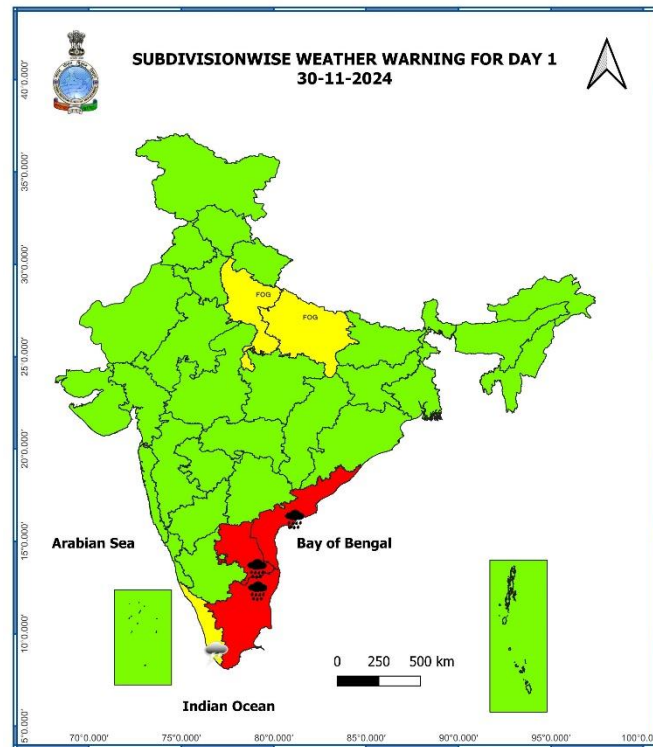 SUBDIVISIONWISE WEATHER WARNING FOR DAY 1
30-11-2024
40°0.000'
35°0.000'
30°0.000'
25°0.000'
20°0.000'
15°0.000'
10°0.000'
5°0.000'
FOG
FOG
Arabian Sea
Bay of Bengal
0 250 500 km
Indian Ocean
70°0.000' 75°0.000' 80°0.000' 85°0.000' 90°0.000' 95°0.000' 100°0.0